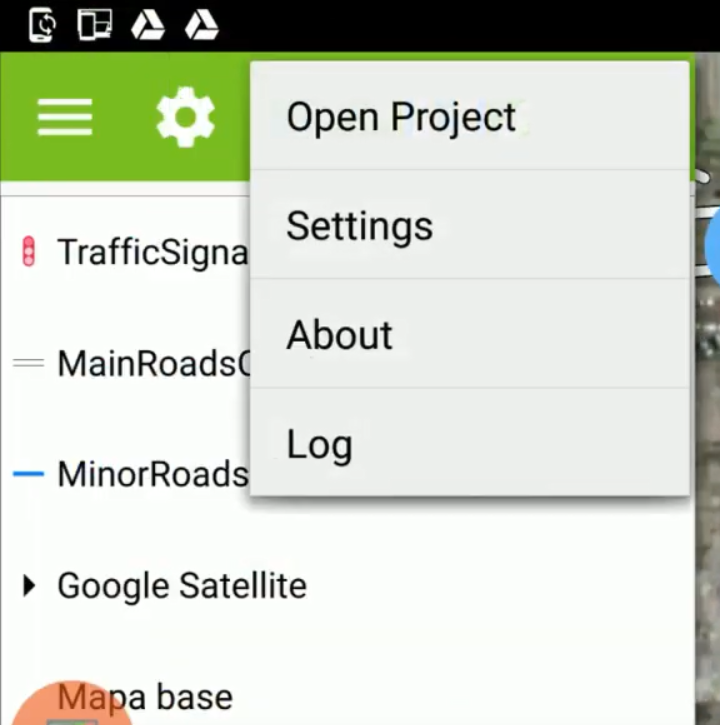 Open Project
Settings
About
Log
TrafficSigna
MainRoads
MinorRoads
Google Satellite
Mapa base